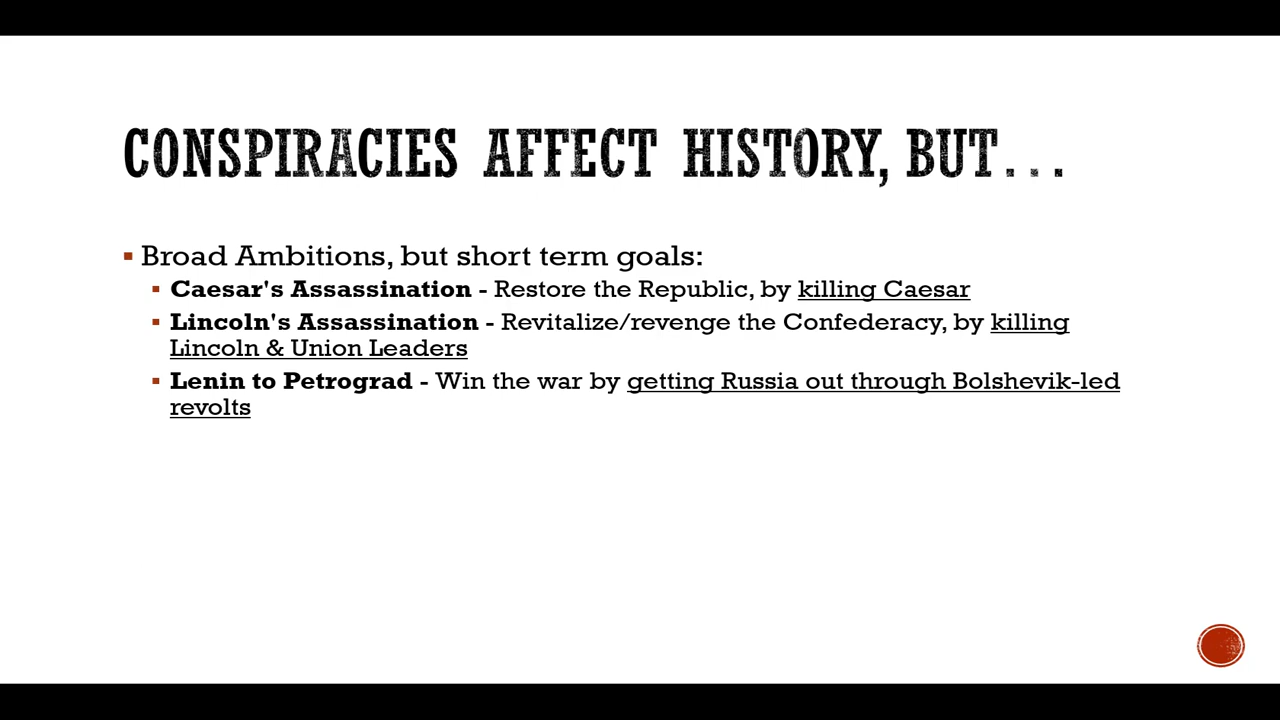 CONSPIRACIES AFFECT HISTORY, BUT...
Broad Ambitions, but short term goals:
Caesar's Assassination - Restore the Republic, by killing Caesar
Lincoln's Assassination - Revitalize/revenge the Confederacy, by killing
Lincoln & Union Leaders
Lenin to Petrograd - Win the war by getting Russia out through Bolshevik-led
revolts